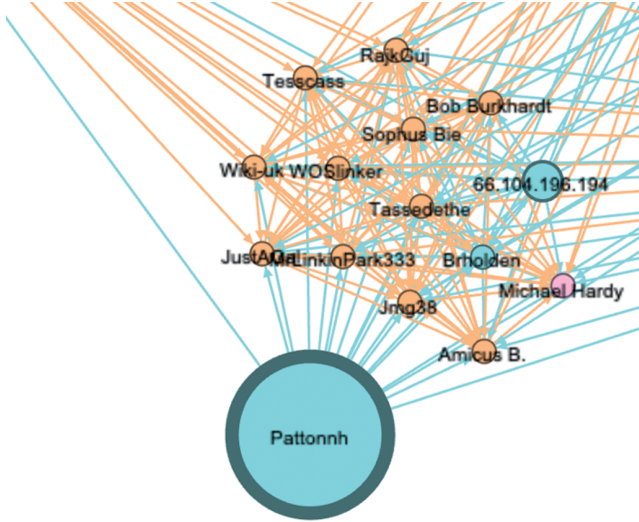 RajkGuj
Tesscass
Bob Burkhardt
Sophus Bie
Wiki-uk
WOSlinker
66.104.196.194
Tassedethe
MrLinkinPark333
Brholden
Michael Hardy
Jmg38
Amicus B.
Pattonnh